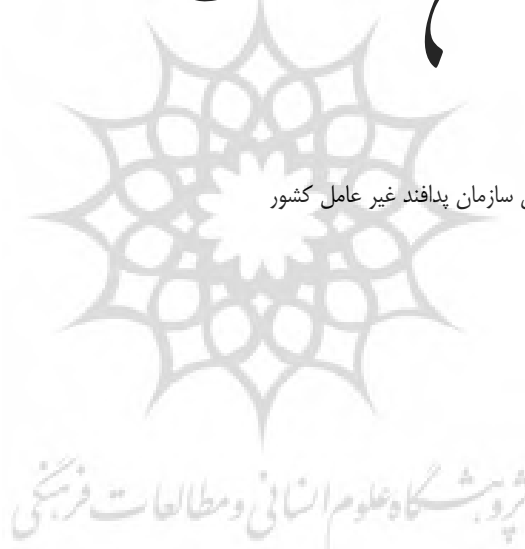 سازمان پدافند غیر عامل کشور
پژوهشگاه علوم انسانی و مطالعات فرهنگی